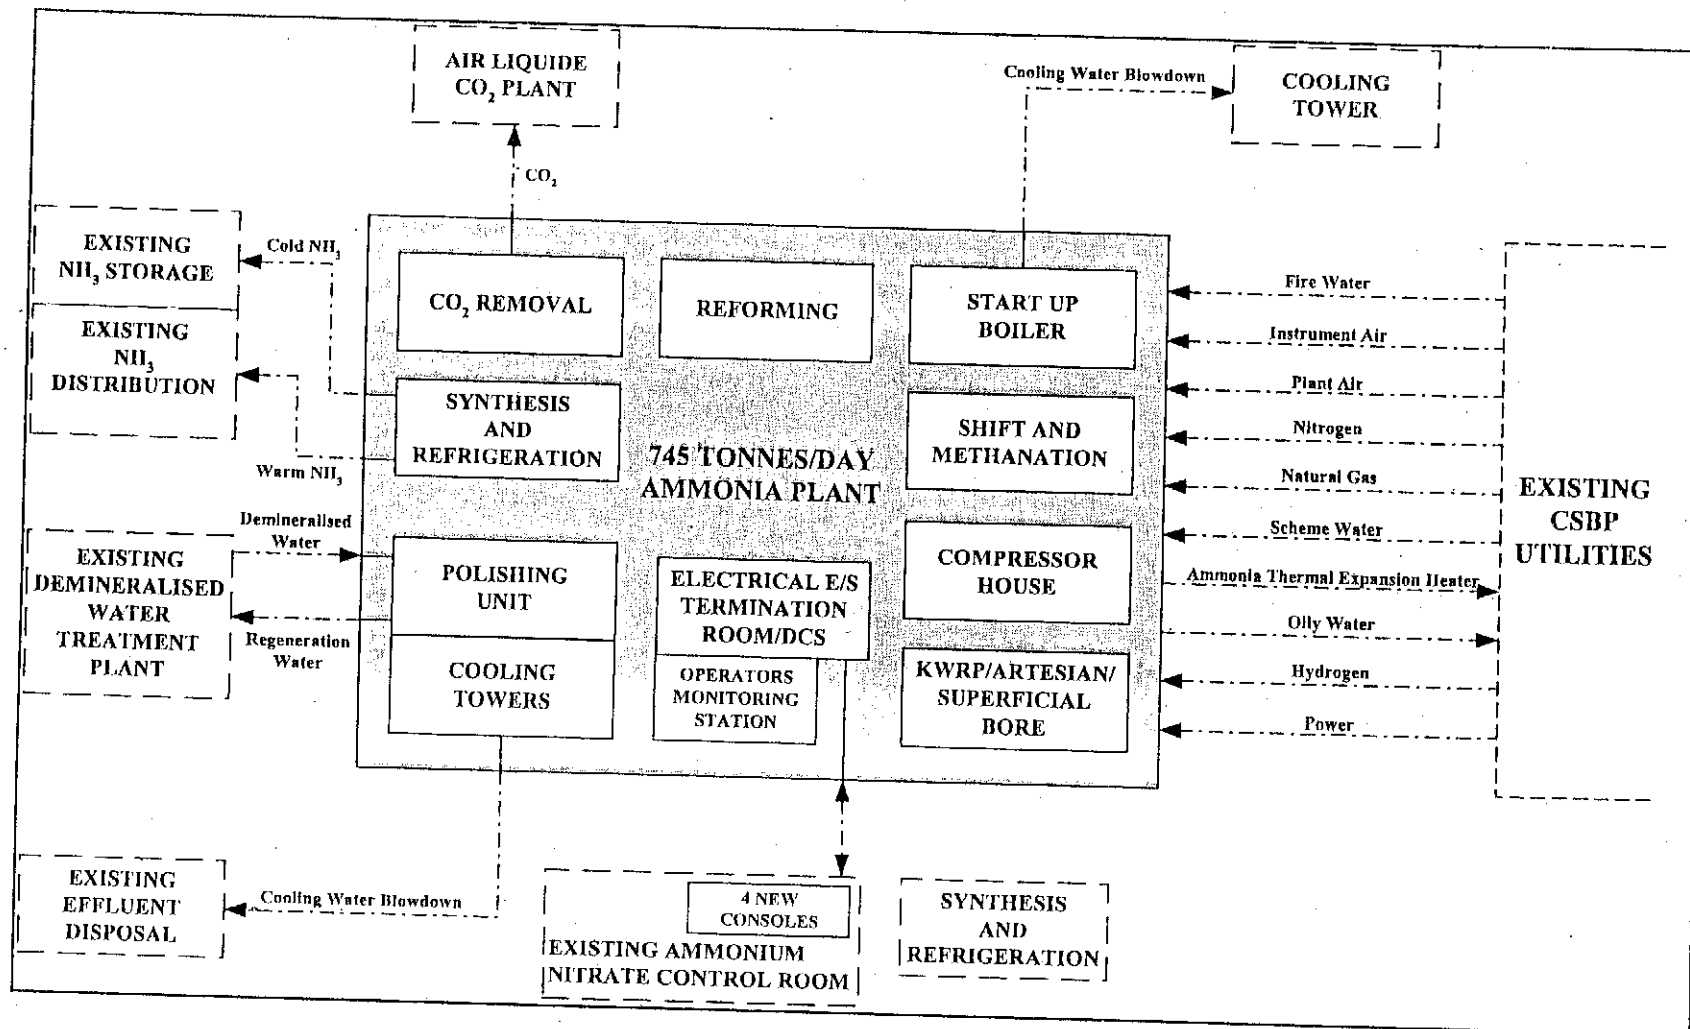 AIR LIQUIDE
CO₂ PLANT
Cooling Water Blowdown
COOLING
TOWER
CO₂
EXISTING
NH₃ STORAGE
Cold NH₃
EXISTING
NH₃
DISTRIBUTION
Warm NH₃
CO₂ REMOVAL
REFORMING
START UP
BOILER
SYNTHESIS
AND
REFRIGERATION
745 TONNES/DAY
AMMONIA PLANT
SHIFT AND
METHANATION
Fire Water
Instrument Air
Plant Air
Nitrogen
Natural Gas
Scheme Water
Ammonia Thermal Expansion Heater
Oily Water
Hydrogen
Power
EXISTING
CSBP
UTILITIES
Demineralised
Water
EXISTING
DEMINERALISED
WATER
TREATMENT
PLANT
Regeneration
Water
POLISHING
UNIT
COOLING
TOWERS
ELECTRICAL E/S
TERMINATION
ROOM/DCS
OPERATORS
MONITORING
STATION
COMPRESSOR
HOUSE
KWRP/ARTESIAN/
SUPERFICIAL
BORE
EXISTING
EFFLUENT
DISPOSAL
Cooling Water Blowdown
4 NEW
CONSOLES
EXISTING AMMONIUM
NITRATE CONTROL ROOM
SYNTHESIS
AND
REFRIGERATION